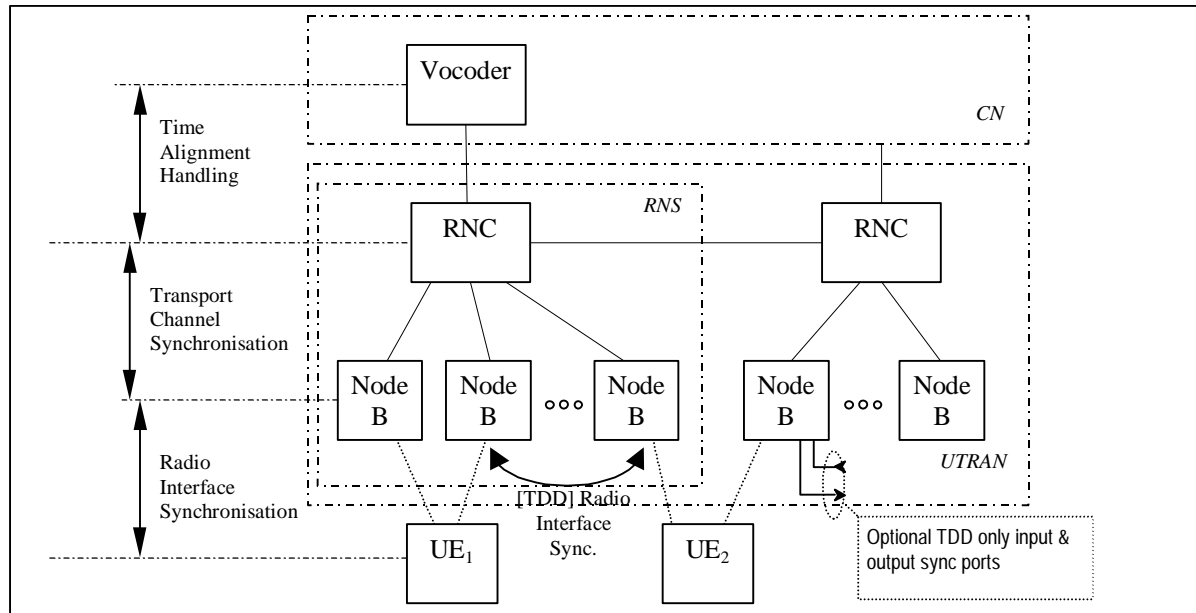 Vocoder
CN
Time
Alignment
Handling
RNS
RNC
RNC
Transport
Channel
Synchronisation
Node
B
Node
B
Node
B
Node
B
Node
B
UTRAN
Radio
Interface
Synchronisation
[TDD] Radio
Interface
Sync.
UE1
UE2
Optional TDD only input &
output sync ports